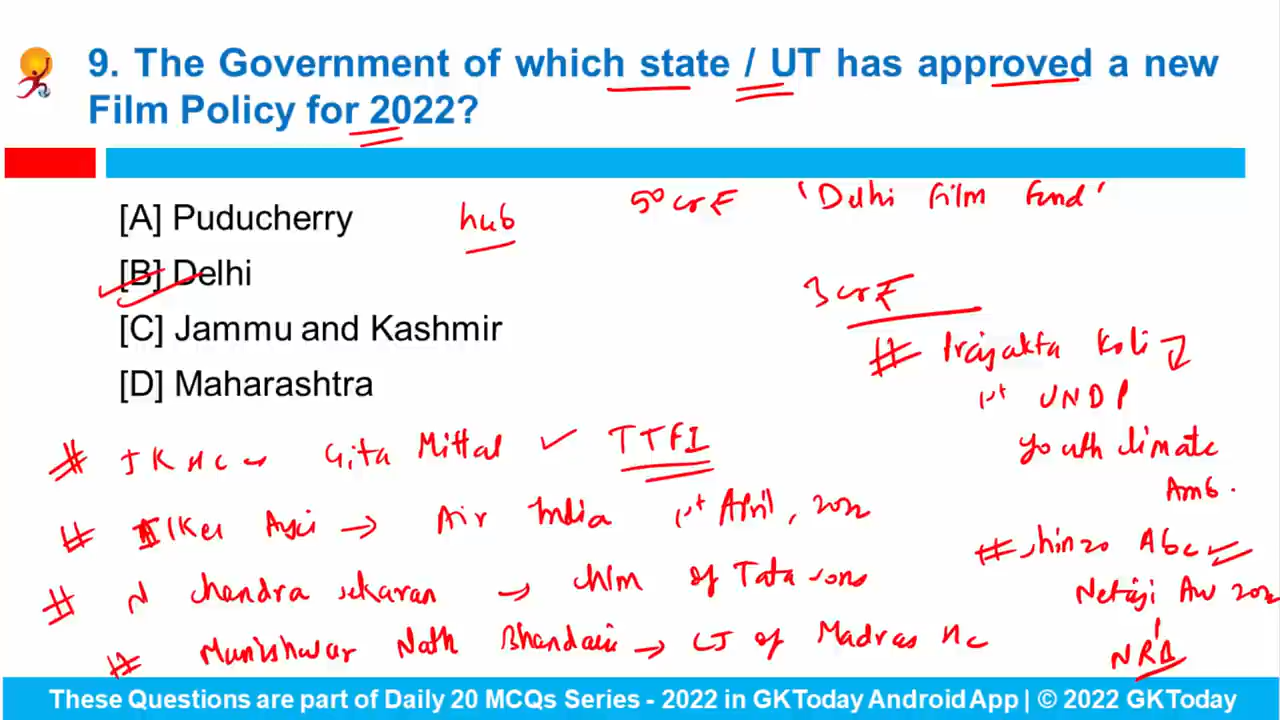 9. The Government of which state / UT has approved a new
Film Policy for 2022?
[A] Puducherry
hub
50 cr ₹ 'Delhi Film Fund'
[B] Delhi
3 cr ₹
[C] Jammu and Kashmir
[D] Maharashtra
# Prajakta Koli
1st UNDP
youth climate
Amb.
# JKHC Gita Mittal ✓ TTFI
# Ilker Ayci → Air India 1st April, 2022
# N Chandrasekaran → Chm of Tata sons
# Munishwar Nath Bhandari → CJ of Madras HC
# Shinzo Abe
Netaji Aw 2022
NRB
These Questions are part of Daily 20 MCQs Series - 2022 in GKToday Android App | © 2022 GKToday